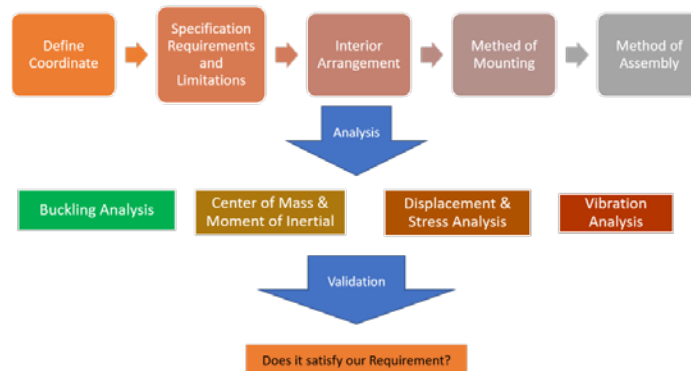 Define
Coordinate
Specification
Requirements
and
Limitations
Interior
Arrangement
Methed of
Mounting
Method of
Assembly
Analysis
Buckling Analysis
Center of Mass &
Moment of Inertial
Displacement &
Stress Analysis
Vibration
Analysis
Validation
Does it satisfy our Requirement?